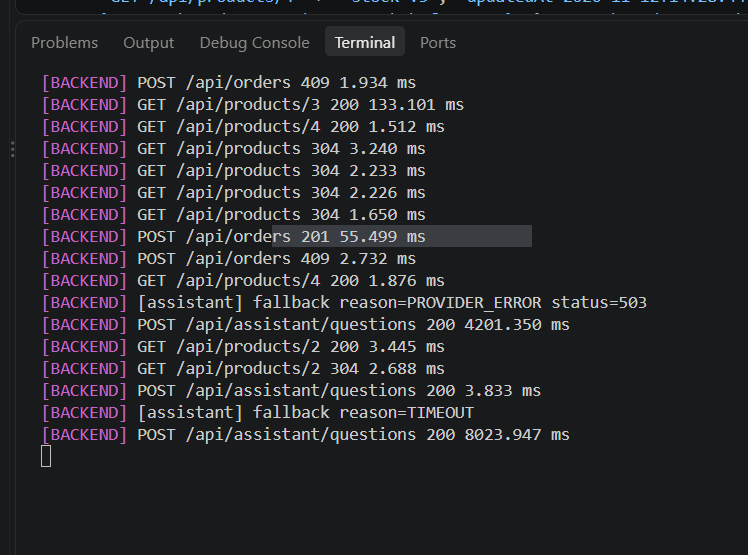 Problems Output Debug Console Terminal Ports
[BACKEND] POST /api/orders 409 1.934 ms
[BACKEND] GET /api/products/3 200 133.101 ms
[BACKEND] GET /api/products/4 200 1.512 ms
[BACKEND] GET /api/products 304 3.240 ms
[BACKEND] GET /api/products 304 2.233 ms
[BACKEND] GET /api/products 304 2.226 ms
[BACKEND] GET /api/products 304 1.650 ms
[BACKEND] POST /api/orders 201 55.499 ms
[BACKEND] POST /api/orders 409 2.732 ms
[BACKEND] GET /api/products/4 200 1.876 ms
[BACKEND] [assistant] fallback reason=PROVIDER_ERROR status=503
[BACKEND] POST /api/assistant/questions 200 4201.350 ms
[BACKEND] GET /api/products/2 200 3.445 ms
[BACKEND] GET /api/products/2 304 2.688 ms
[BACKEND] POST /api/assistant/questions 200 3.833 ms
[BACKEND] [assistant] fallback reason=TIMEOUT
[BACKEND] POST /api/assistant/questions 200 8023.947 ms